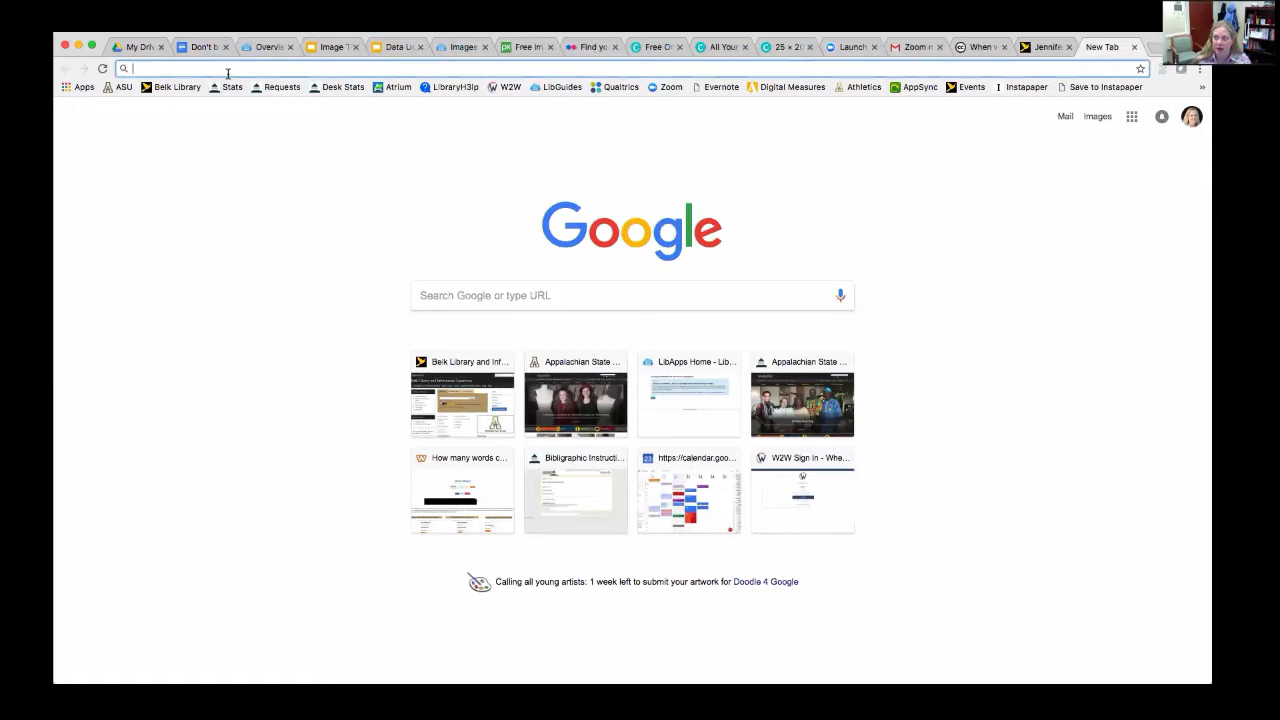 My Driv Don't b Overvie Image T Data Us Images Free Im Find yo Free On All Your 25 × 20 Launch Zoom m When w Jennife New Tab
Apps ASU Belk Library Stats Requests Desk Stats Atrium LibraryH3lp W2W LibGuides Qualtrics Zoom Evernote Digital Measures Athletics AppSync Events Instapaper Save to Instapaper »
Mail Images
Google
Search Google or type URL
Belk Library and Inf... Appalachian State ... LibApps Home - Lib... Appalachian State ...
How many words c... Bibligraphic Instructi... https://calendar.goo... W2W Sign In - Whe...
Calling all young artists: 1 week left to submit your artwork for Doodle 4 Google